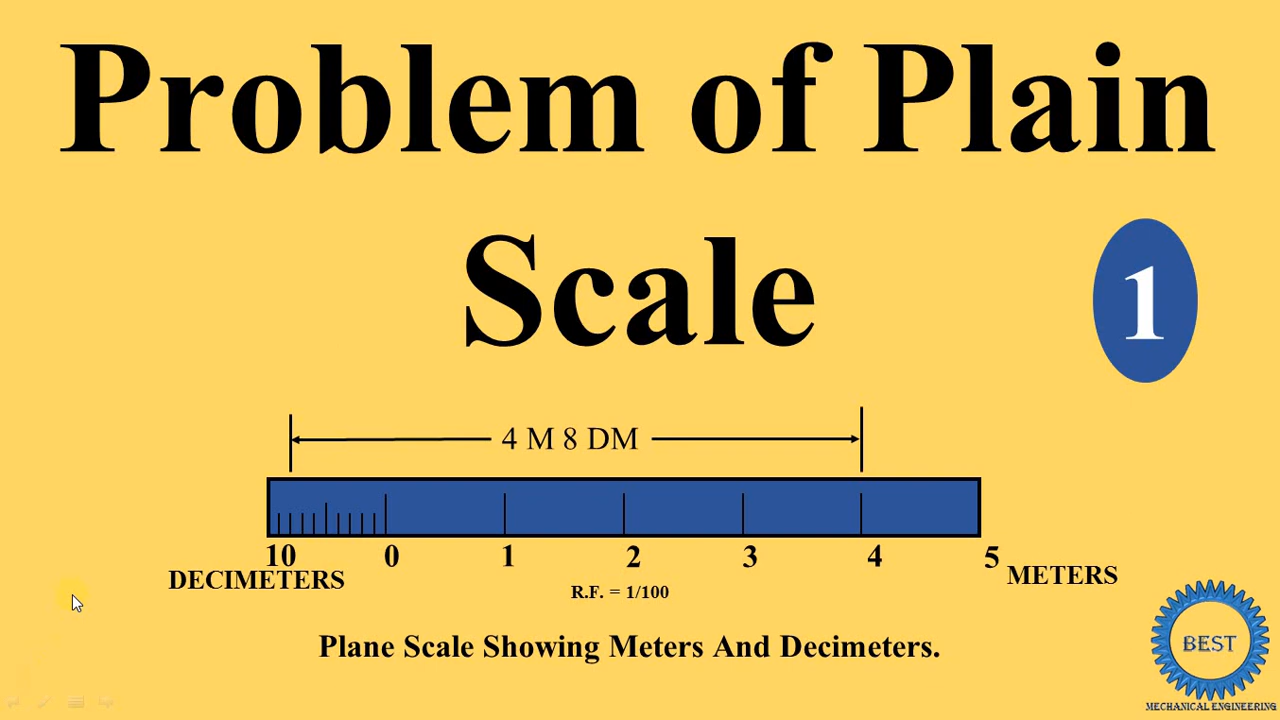 Problem of Plain
Scale
1
4 M 8 DM
10 0 1 2 3 4 5
DECIMETERS
METERS
R.F. = 1/100
Plane Scale Showing Meters And Decimeters.
BEST
MECHANICAL ENGINEERING